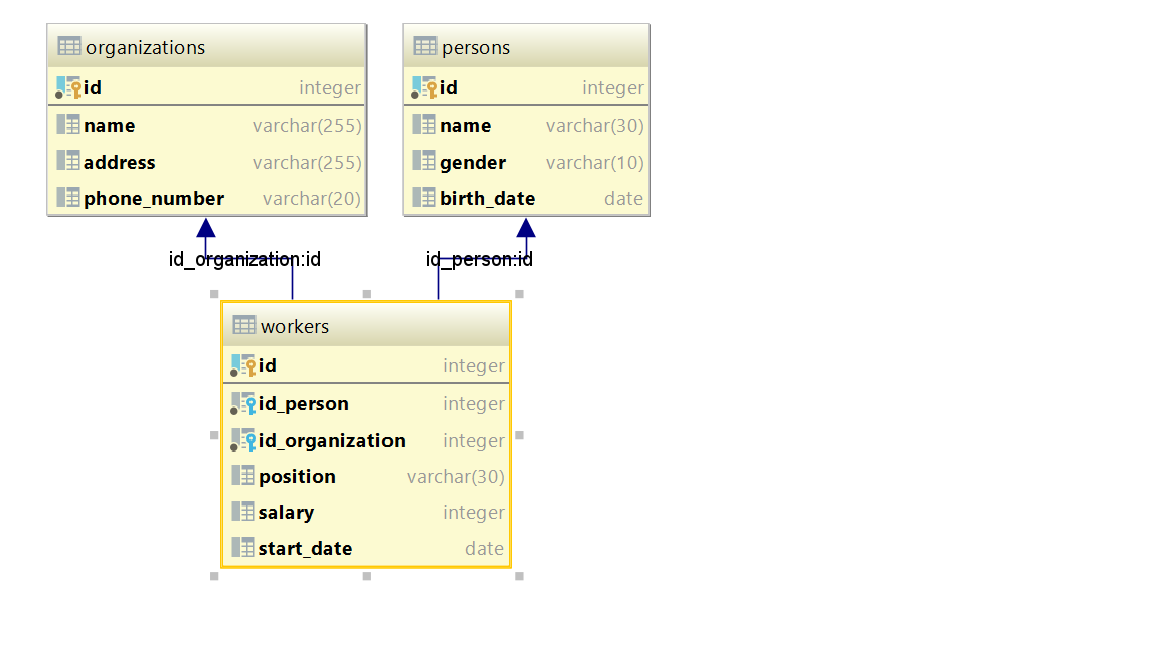 organizations
id integer
name varchar(255)
address varchar(255)
phone_number varchar(20)
persons
id integer
name varchar(30)
gender varchar(10)
birth_date date
id_organization:id
id_person:id
workers
id integer
id_person integer
id_organization integer
position varchar(30)
salary integer
start_date date